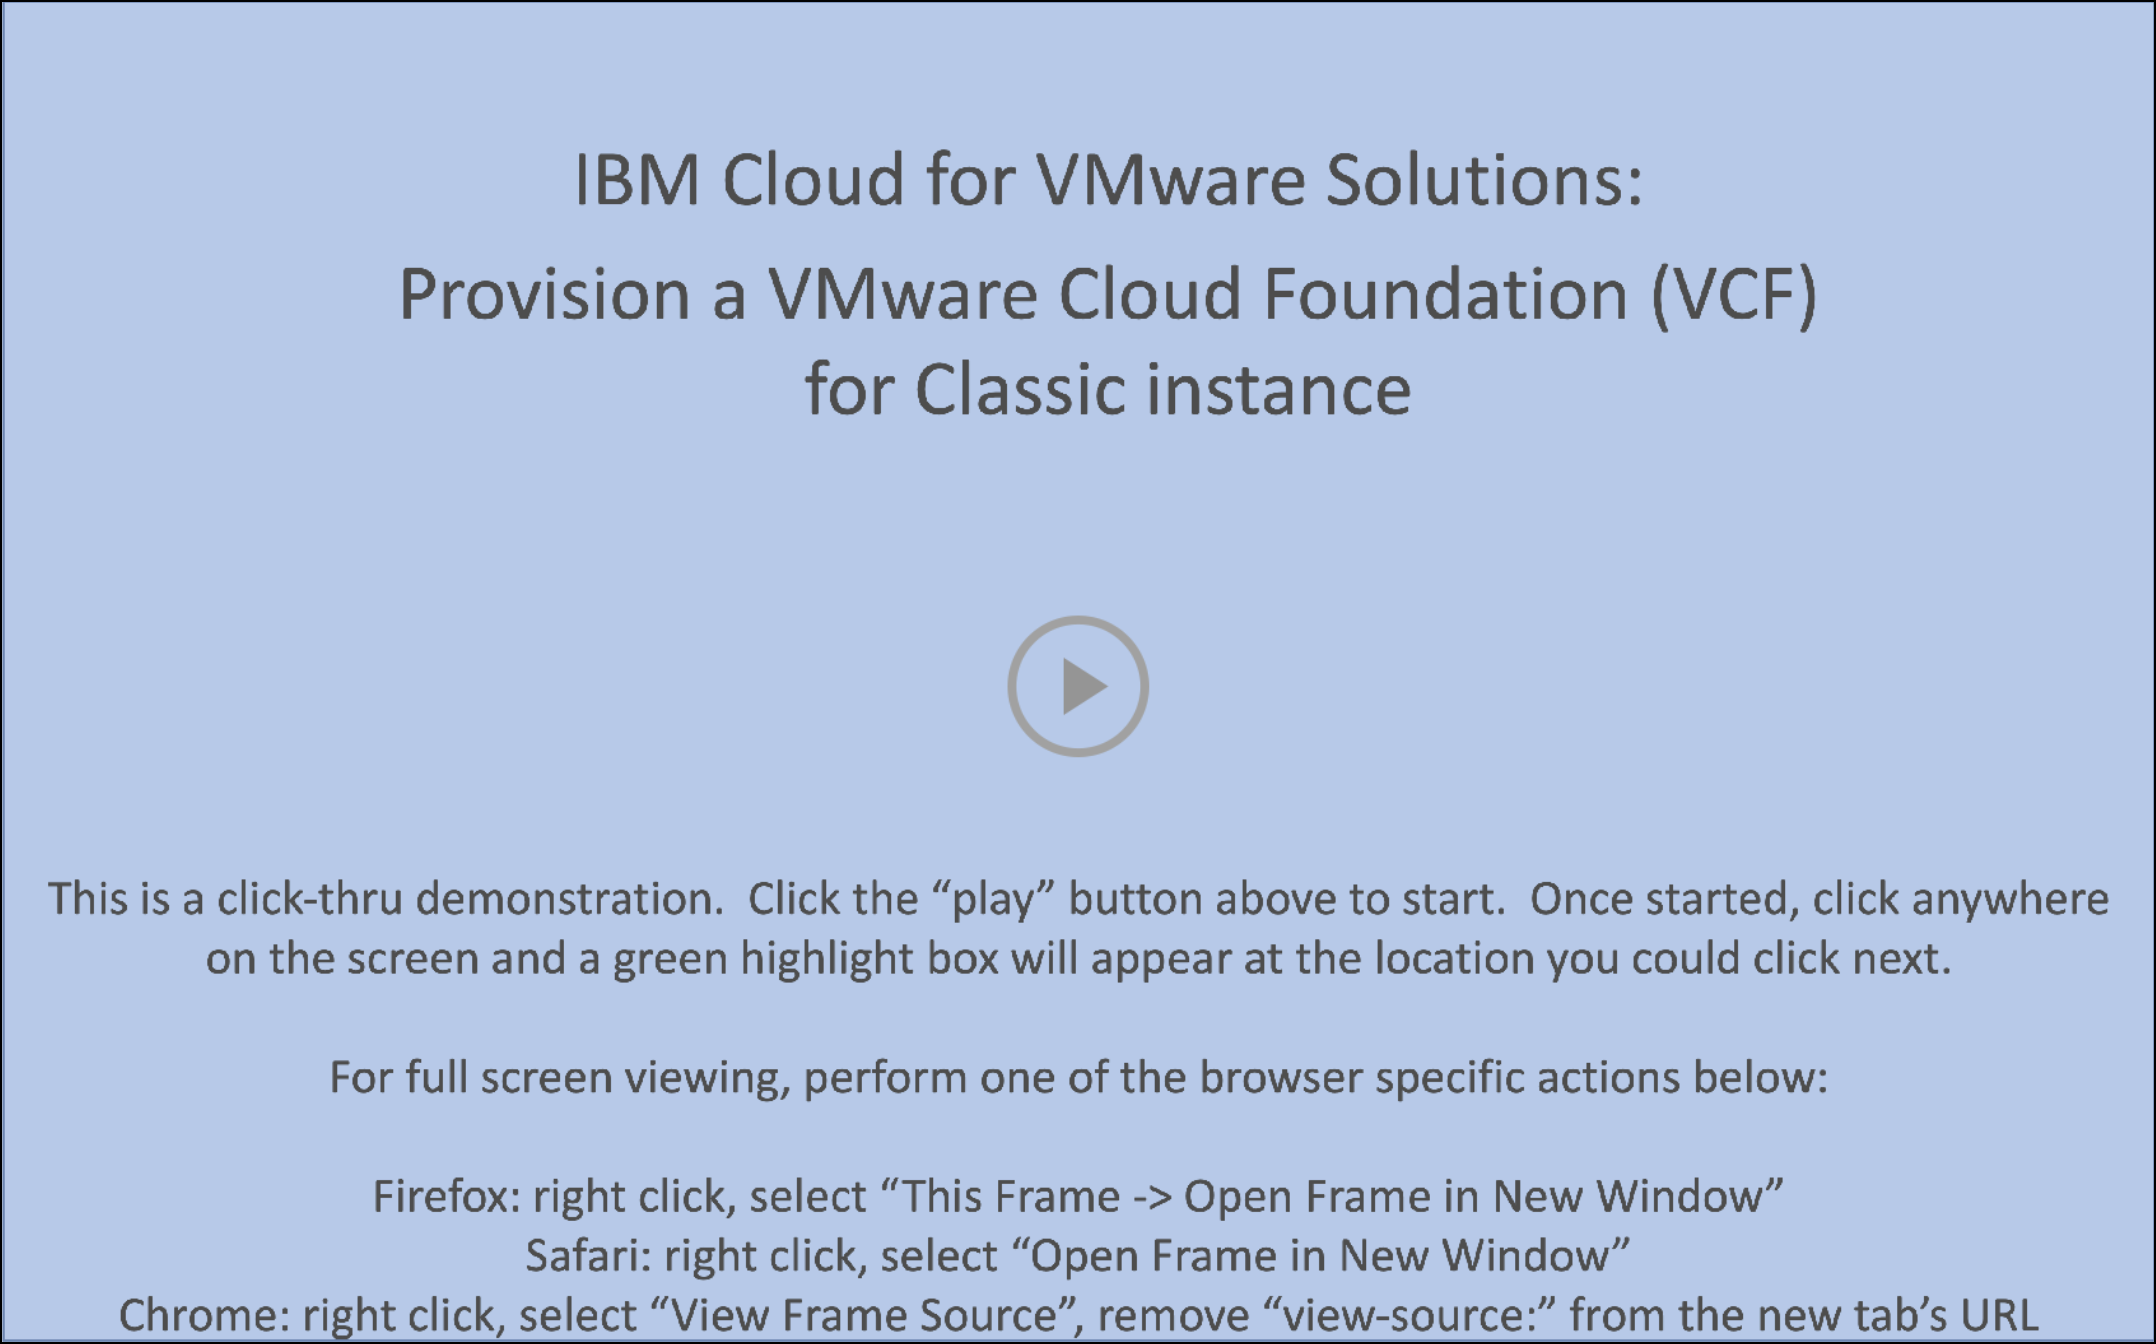 IBM Cloud for VMware Solutions:
Provision a VMware Cloud Foundation (VCF)
for Classic instance
This is a click-thru demonstration.  Click the “play” button above to start.  Once started, click anywhere
on the screen and a green highlight box will appear at the location you could click next.
For full screen viewing, perform one of the browser specific actions below:
Firefox: right click, select “This Frame -> Open Frame in New Window”
Safari: right click, select “Open Frame in New Window”
Chrome: right click, select “View Frame Source”, remove “view-source:” from the new tab’s URL